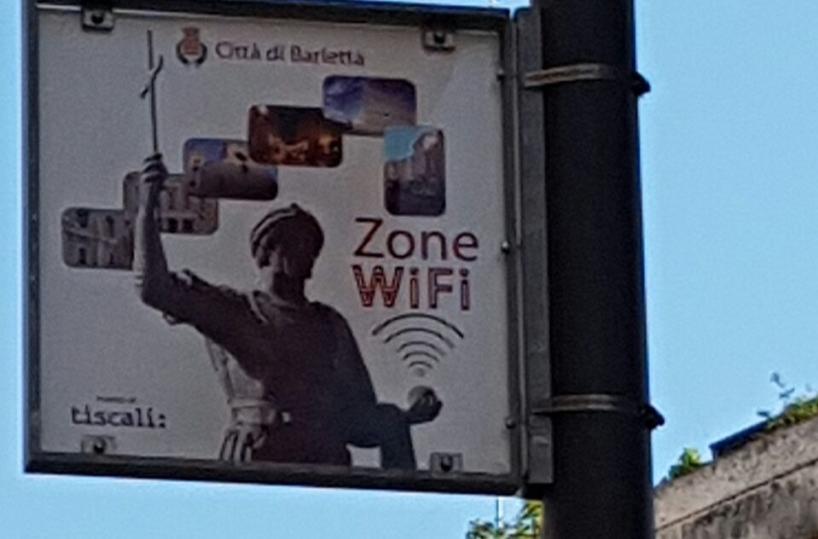 Città di Barletta
Zone
WiFi
tiscali: